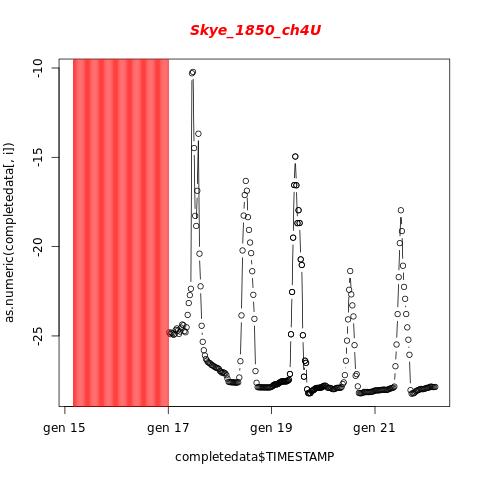 Skye_1850_ch4U
-10
-15
-20
-25
as.numeric(completedata[, i])
gen 15
gen 17
gen 19
gen 21
completedata$TIMESTAMP